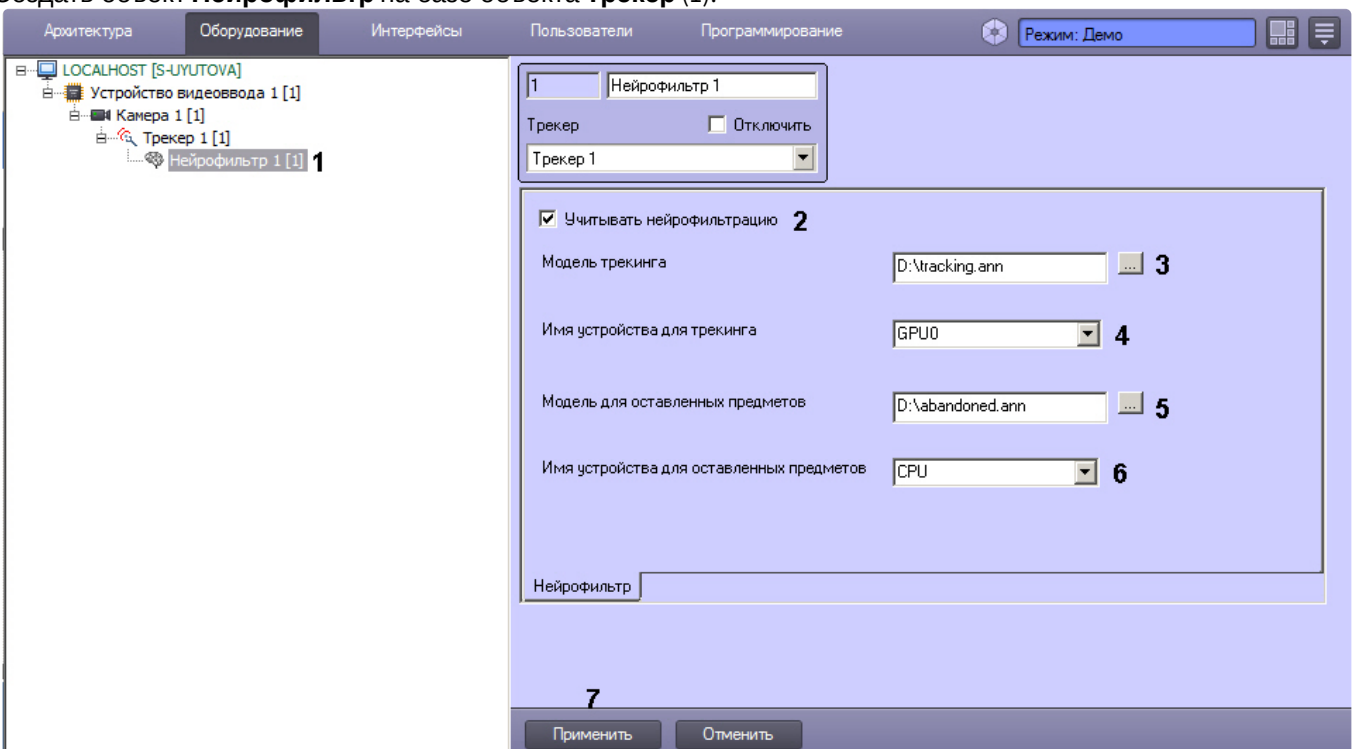 Создать объект Нейрофильтр на базе объекта Трекер (1).
Архитектура Оборудование Интерфейсы Пользователи Программирование Режим: Демо
LOCALHOST [S-UYUTOVA]
Устройство видеоввода 1 [1]
Камера 1 [1]
Трекер 1 [1]
Нейрофильтр 1 [1] 1
1 Нейрофильтр 1
Трекер Отключить
Трекер 1
Учитывать нейрофильтрацию 2
Модель трекинга D:\tracking.ann ... 3
Имя устройства для трекинга GPU0 4
Модель для оставленных предметов D:\abandoned.ann ... 5
Имя устройства для оставленных предметов CPU 6
Нейрофильтр
7
Применить Отменить